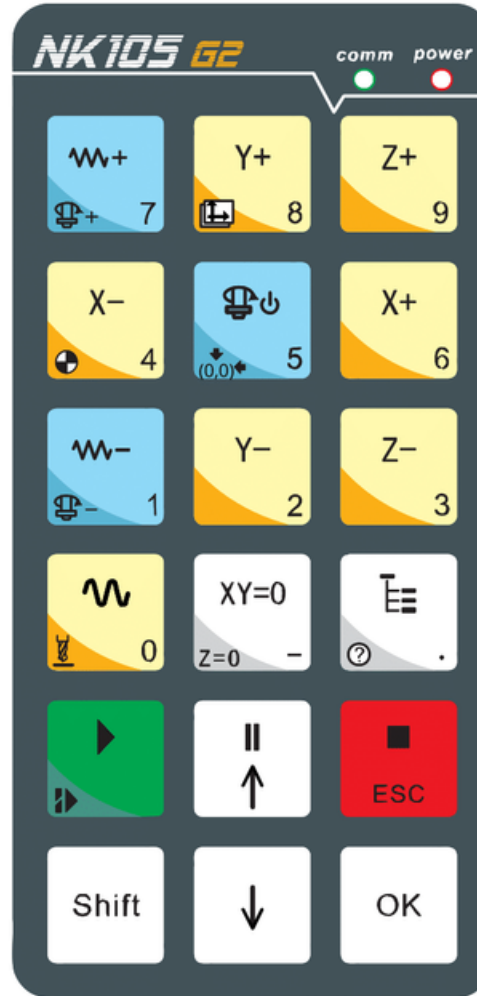 NK105 G2
comm power
+ Y+ Z+
+ 7 8 9
X- X+
4 (0,0) 5 6
- Y- Z-
- 1 2 3
XY=0
0 Z=0 - .
ESC
Shift OK